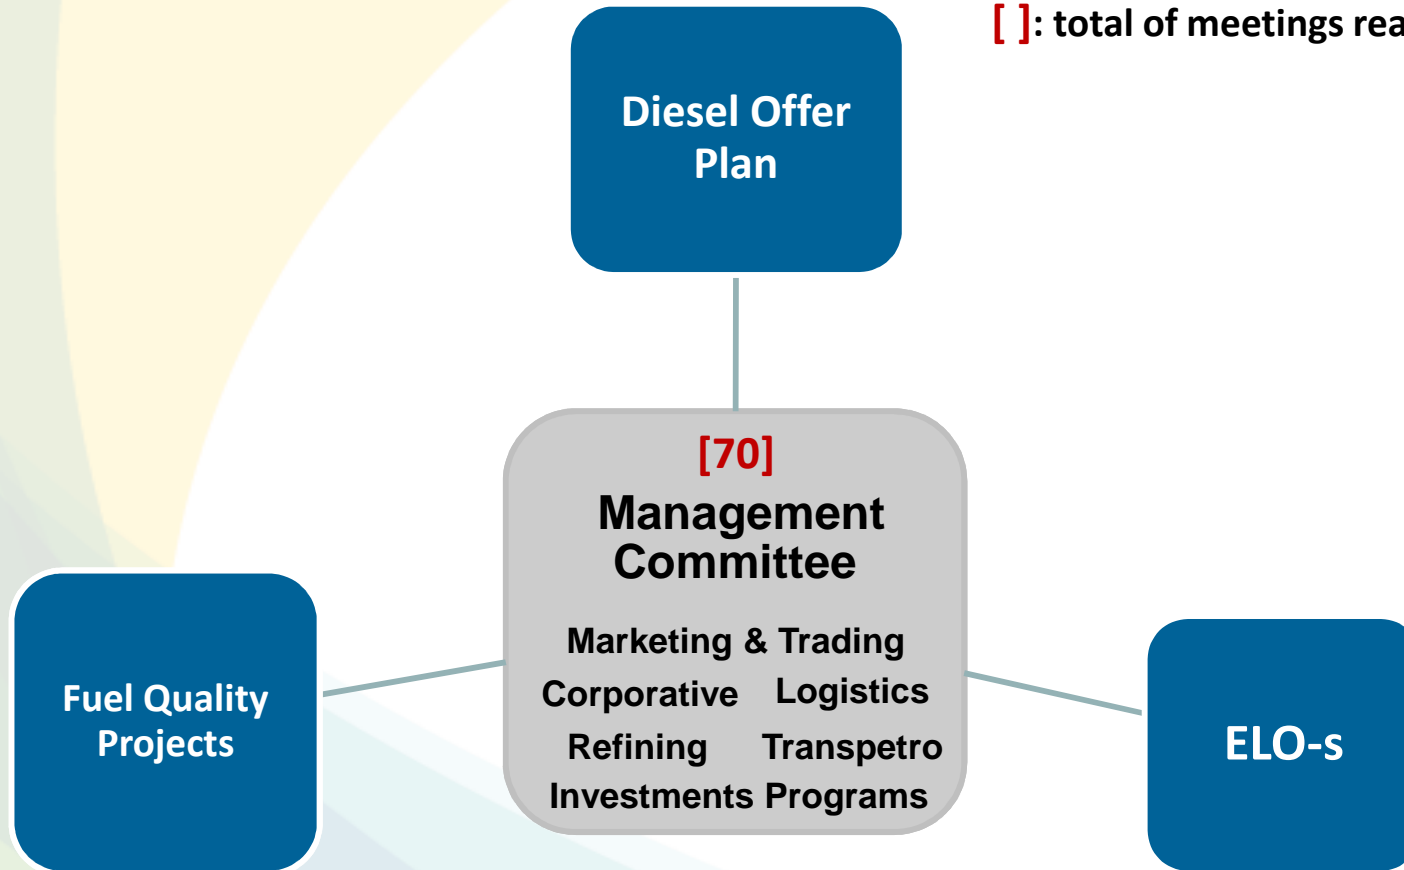 [ ]: total of meetings
Diesel Offer
Plan
[70]
Management
Committee
Marketing & Trading
Corporative Logistics
Refining Transpetro
Investments Programs
Fuel Quality
Projects
ELO-s